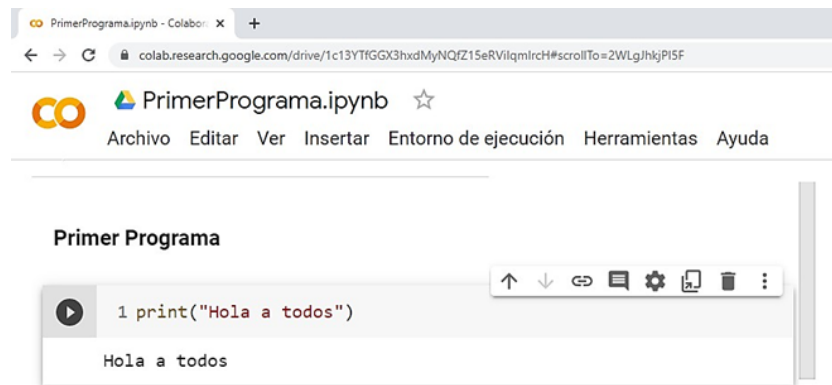 PrimerPrograma.ipynb - Colabor
colab.research.google.com/drive/1c13YTfGGX3hxdMyNQfZ15eRVilqmIrcH#scrollTo=2WLgJhkjPI5F
PrimerPrograma.ipynb
Archivo Editar Ver Insertar Entorno de ejecución Herramientas Ayuda
Primer Programa
1 print("Hola a todos")
Hola a todos